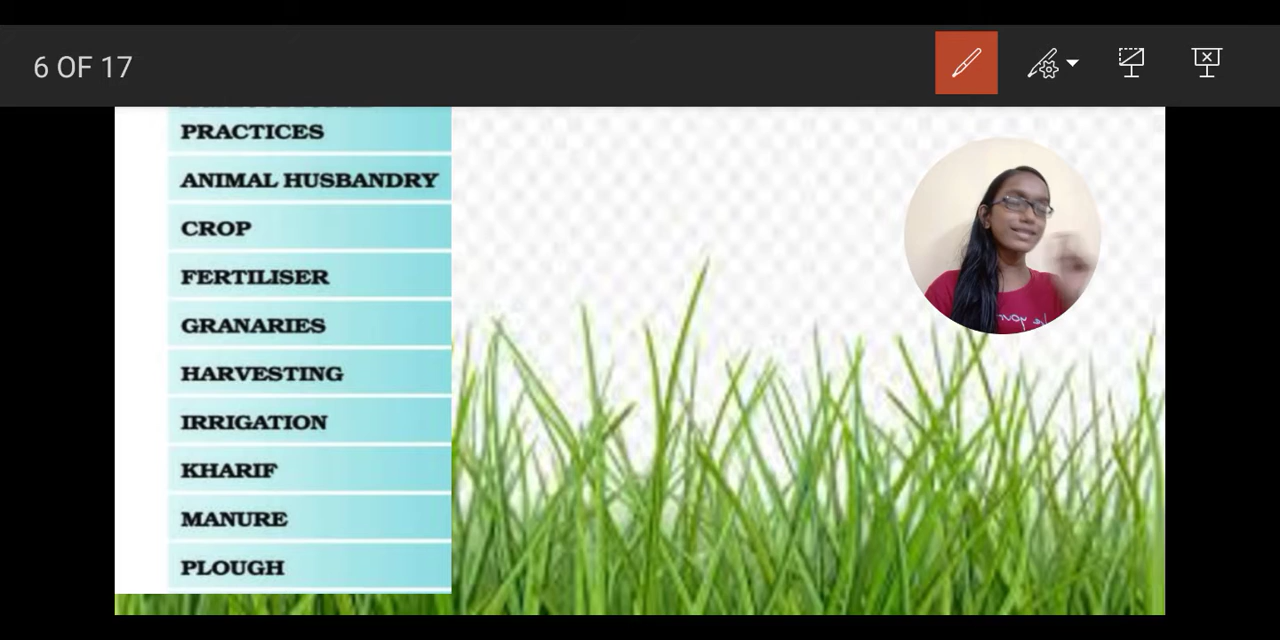 6 OF 17
PRACTICES
ANIMAL HUSBANDRY
CROP
FERTILISER
GRANARIES
HARVESTING
IRRIGATION
KHARIF
MANURE
PLOUGH